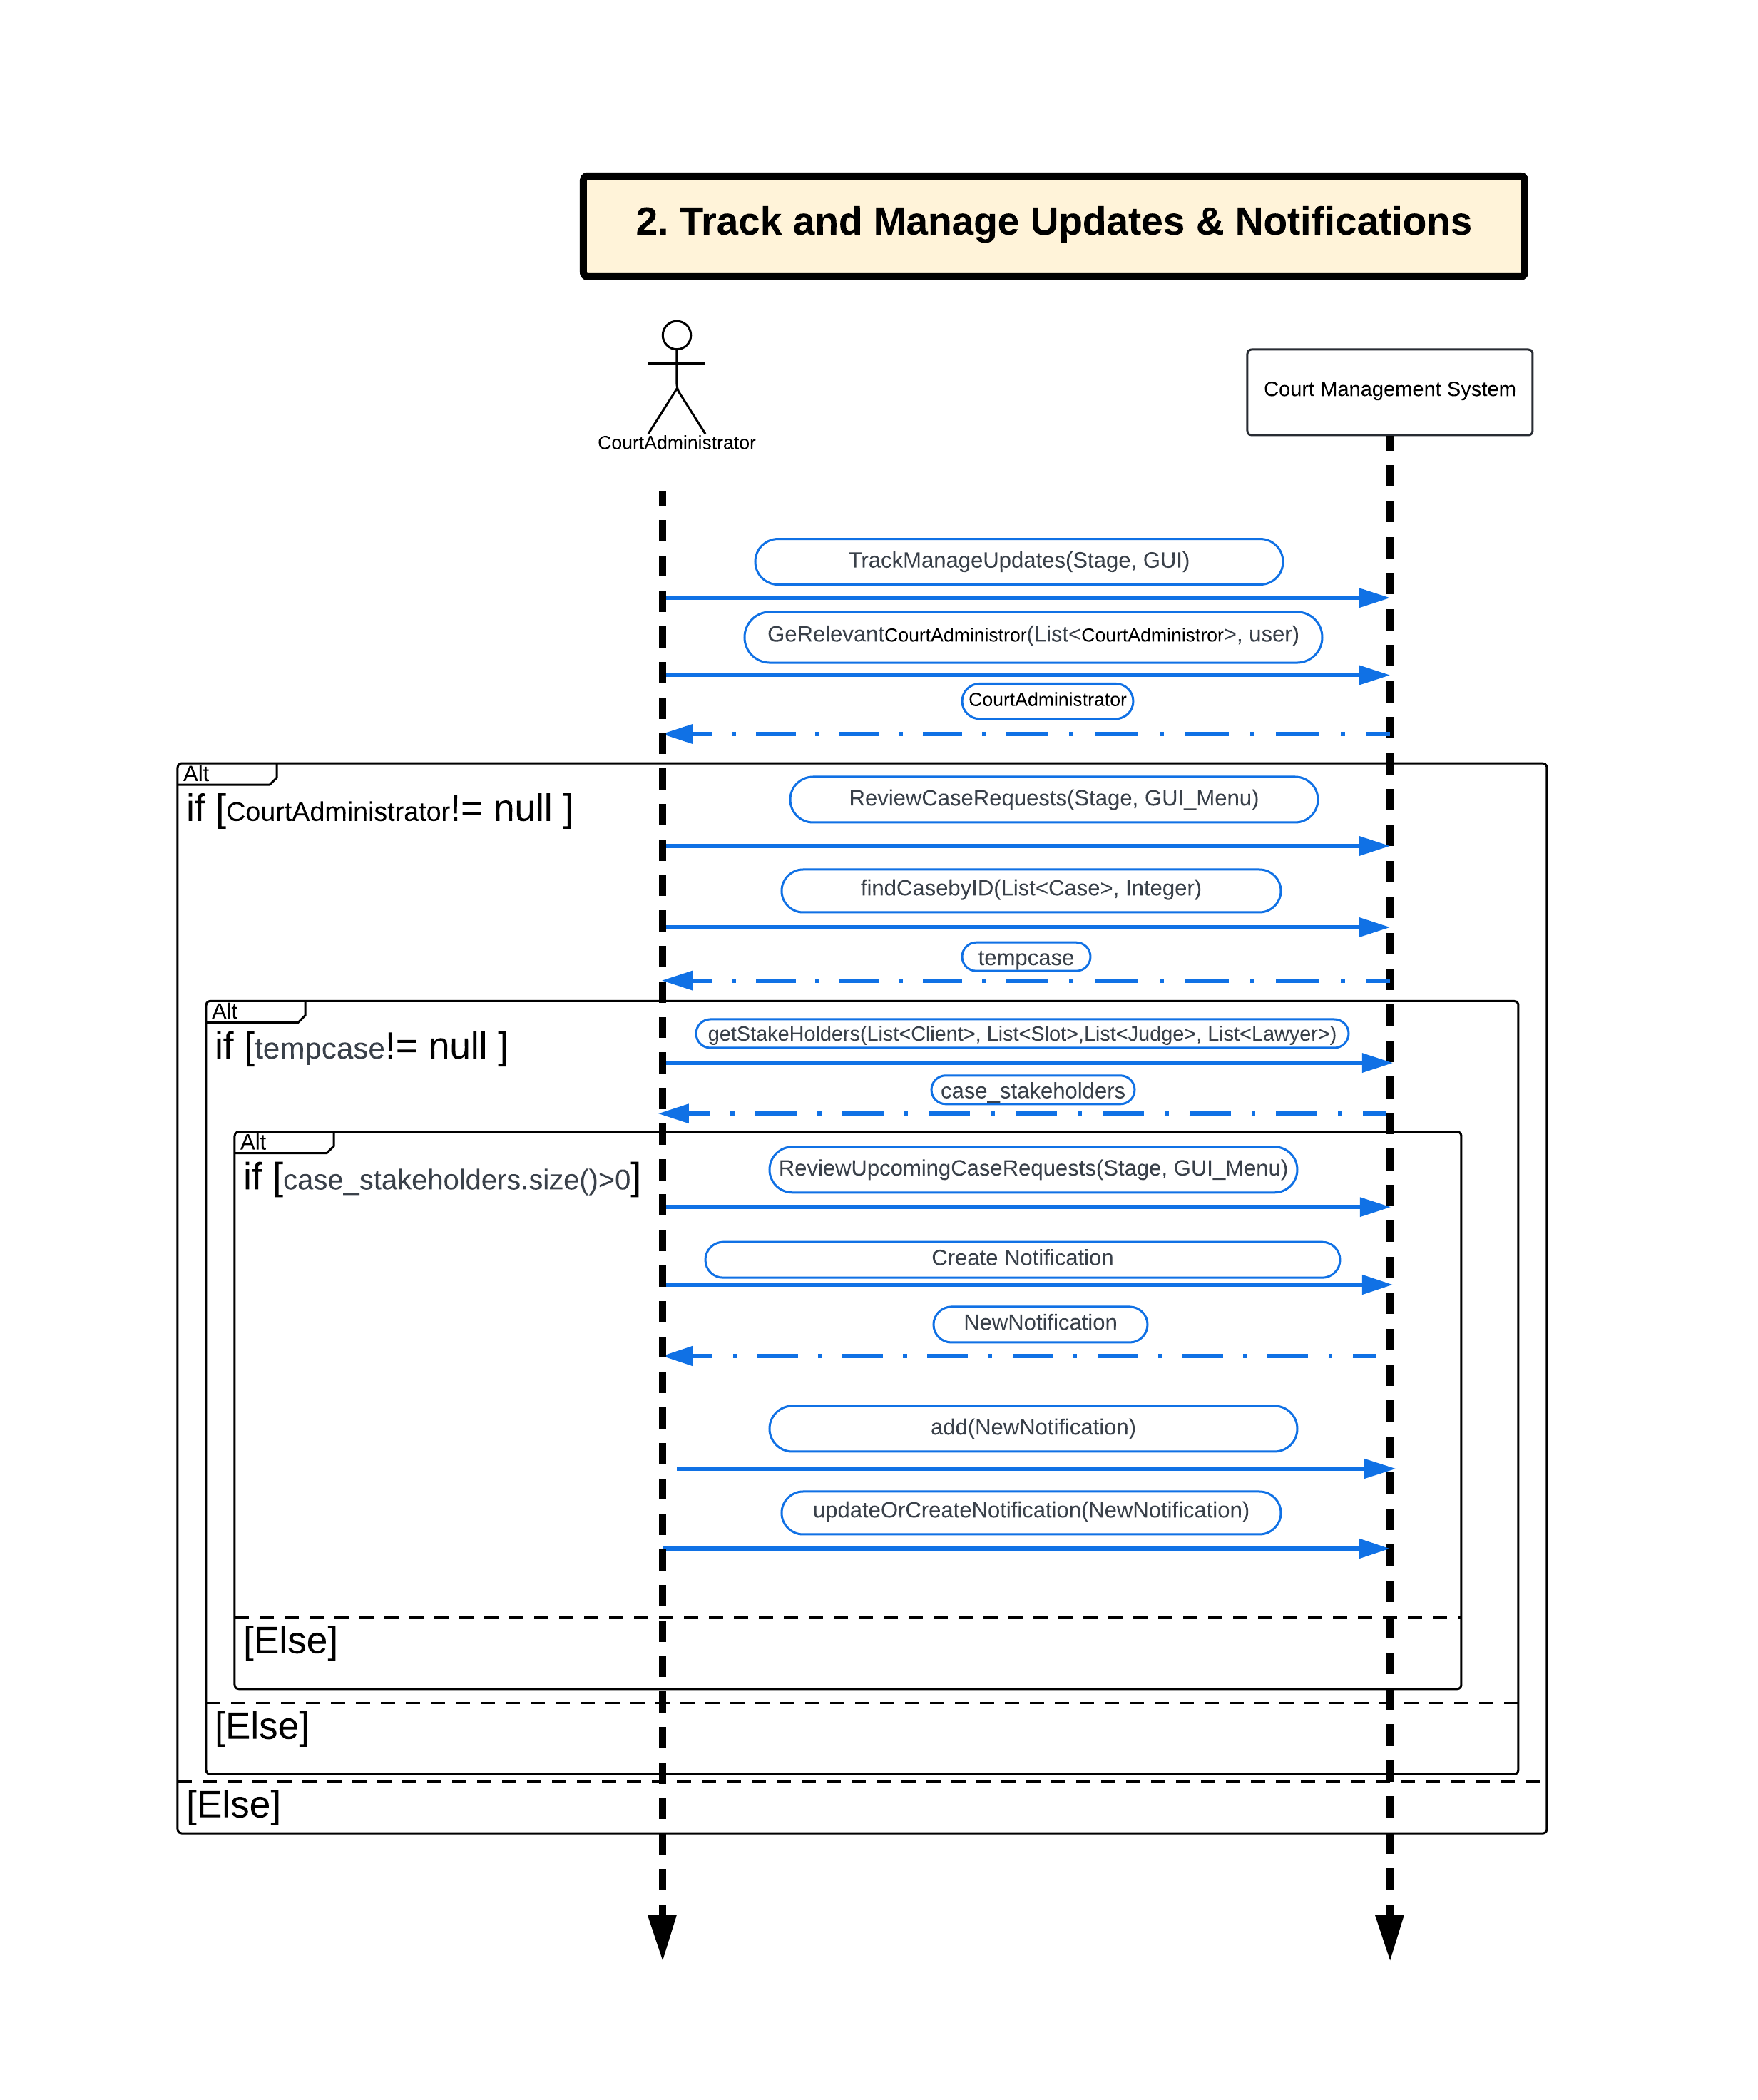 2. Track and Manage Updates & Notifications
CourtAdministrator
Court Management System
TrackManageUpdates(Stage, GUI)
GeRelevantCourtAdministror(List<CourtAdministror>, user)
CourtAdministrator
Alt
if [CourtAdministrator!= null ]
ReviewCaseRequests(Stage, GUI_Menu)
findCasebyID(List<Case>, Integer)
tempcase
Alt
if [tempcase!= null ]
getStakeHolders(List<Client>, List<Slot>,List<Judge>, List<Lawyer>)
case_stakeholders
Alt
if [case_stakeholders.size()>0]
ReviewUpcomingCaseRequests(Stage, GUI_Menu)
Create Notification
NewNotification
add(NewNotification)
updateOrCreateNotification(NewNotification)
[Else]
[Else]
[Else]